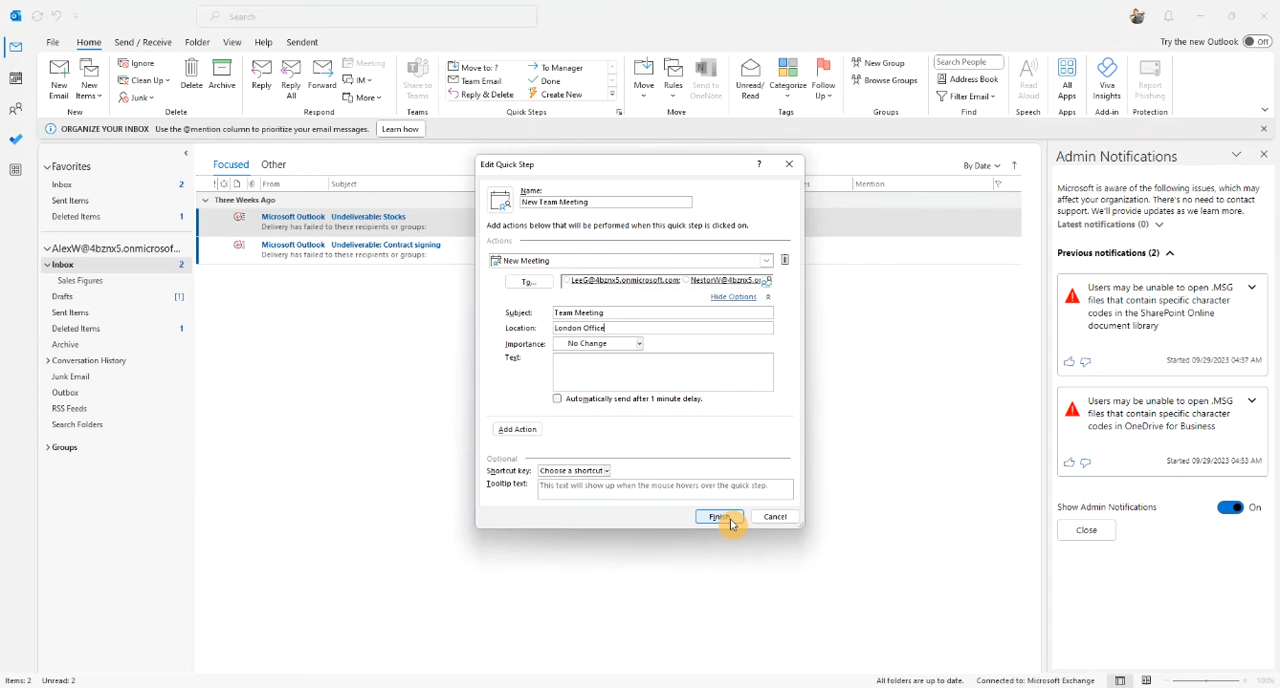 Search
File Home Send / Receive Folder View Help Sentendent
Try the new Outlook Off
New Email
New Items
Ignore
Clean Up
Junk
Delete
Archive
Reply
Reply All
Forward
Meeting
IM
More
Share to Teams
Move to: ?
Team Email
Reply & Delete
To Manager
Done
Create New
Move
Rules
Send to OneNote
Unread/ Read
Categorize
Follow Up
New Group
Browse Groups
Search People
Address Book
Filter Email
Read Aloud
All Apps
Viva Insights
Report Phishing
New Delete Respond Teams Quick Steps Move Tags Groups Find Speech Apps Add-in Protection
ORGANIZE YOUR INBOX Use the @mention column to prioritize your email messages. Learn how
Favorites
Inbox 2
Sent Items
Deleted Items 1
AlexW@4bznx5.onmicrosof...
Inbox 2
Sales Figures
Drafts [1]
Sent Items
Deleted Items 1
Archive
Conversation History
Junk Email
Outbox
RSS Feeds
Search Folders
Groups
Focused Other
By Date
From Subject
Mention
Three Weeks Ago
Microsoft Outlook Undeliverable: Stocks
Delivery has failed to these recipients or groups:
Microsoft Outlook Undeliverable: Contract signing
Delivery has failed to these recipients or groups:
Edit Quick Step ?
Name:
New Team Meeting
Add actions below that will be performed when this quick step is clicked on.
Actions
New Meeting
To... LeeG@4bznx5.onmicrosoft.com; NestorW@4bznx5.on
Hide Options
Subject: Team Meeting
Location: London Office
Importance: No Change
Text:
Automatically send after 1 minute delay.
Add Action
Optional
Shortcut key: Choose a shortcut
Tooltip text: This text will show up when the mouse hovers over the quick step.
Finish Cancel
Admin Notifications
Microsoft is aware of the following issues, which may
affect your organization. There's no need to contact
support. We'll provide updates as we learn more.
Latest notifications (0)
Previous notifications (2)
Users may be unable to open .MSG
files that contain specific character
codes in the SharePoint Online
document library
Started 09/29/2023 04:37 AM
Users may be unable to open .MSG
files that contain specific character
codes in OneDrive for Business
Started 09/29/2023 04:53 AM
Show Admin Notifications On
Close
Items: 2 Unread: 2
All folders are up to date. Connected to: Microsoft Exchange 100%